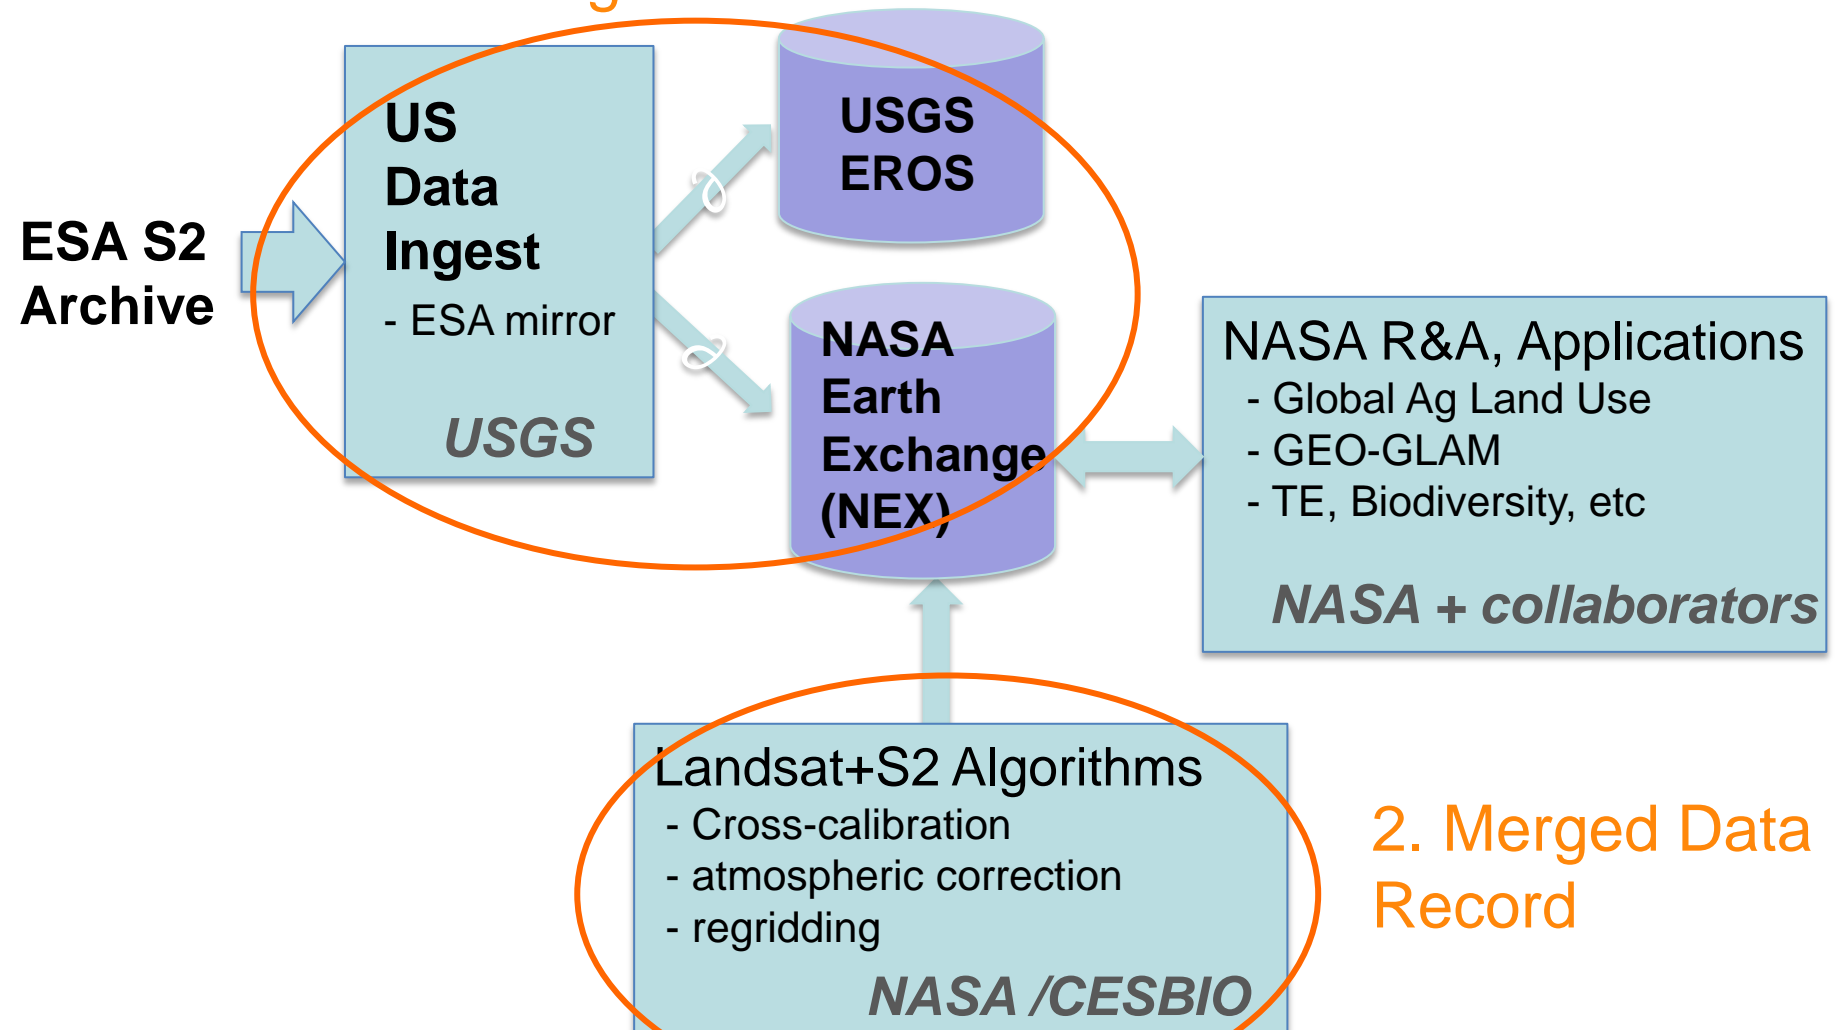 US
Data
Ingest
- ESA mirror
USGS
ESA S2
Archive
USGS
EROS
NASA
Earth
Exchange
(NEX)
NASA R&A, Applications
- Global Ag Land Use
- GEO-GLAM
- TE, Biodiversity, etc
NASA + collaborators
Landsat+S2 Algorithms
- Cross-calibration
- atmospheric correction
- regridding
NASA /CESBIO
2. Merged Data
Record